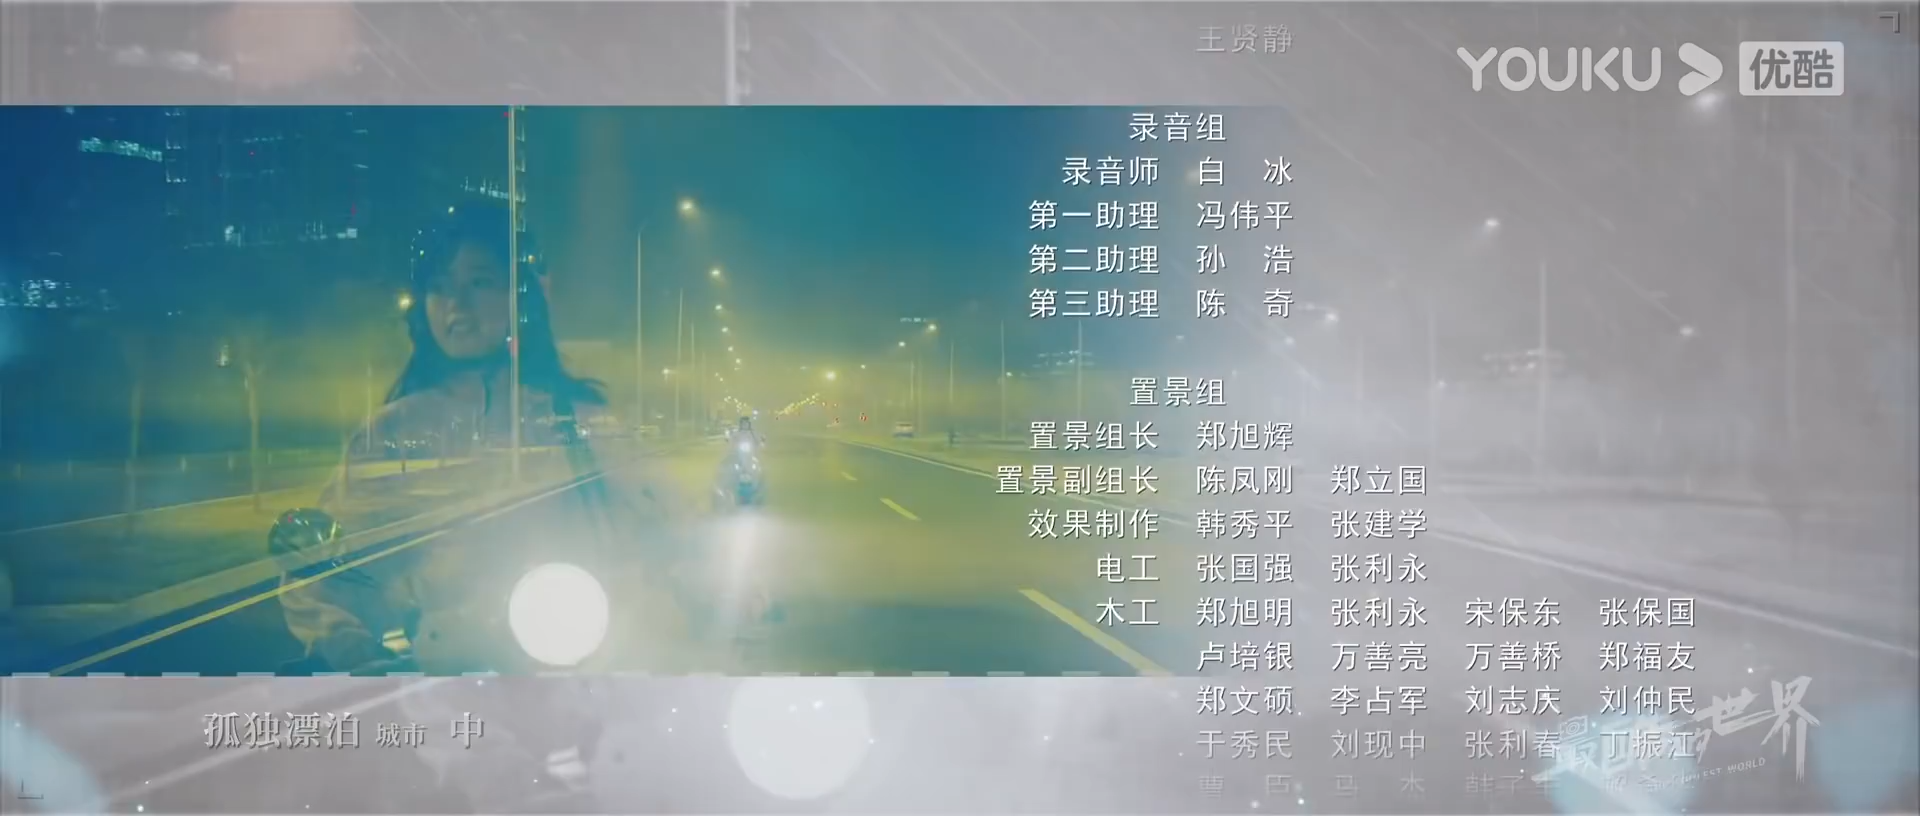 王贤静
YOUKU 优酷
录音组
录音师 白 冰
第一助理 冯伟平
第二助理 孙 浩
第三助理 陈 奇
置景组
置景组长 郑旭辉
置景副组长 陈凤刚 郑立国
效果制作 韩秀平 张建学
电工 张国强 张利永
木工 郑旭明 张利永 宋保东 张保国
卢培银 万善亮 万善桥 郑福友
郑文硕 李占军 刘志庆 刘仲民
于秀民 刘现中 张利春 丁振江
孤独漂泊 城市 中
世界
WORLD